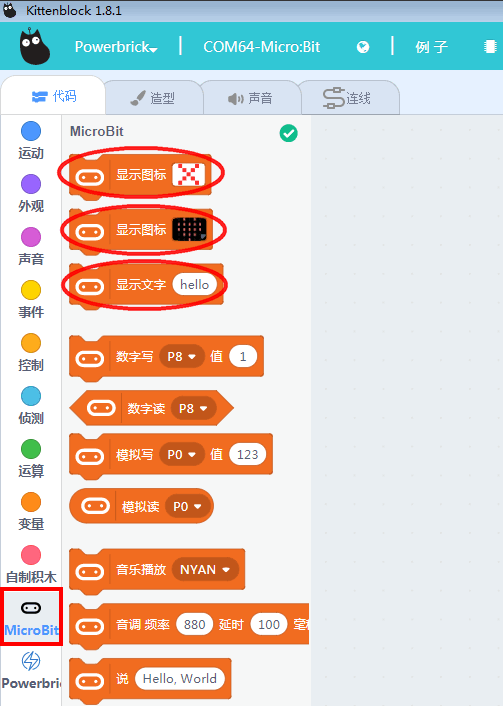 Kittenblock 1.8.1
Powerbrick COM64-Micro:Bit 例子
代码 造型 声音 连线
MicroBit
运动
显示图标
外观
显示图标
声音
显示文字 hello
事件
控制
数字写 P8 值 1
侦测
数字读 P8
运算
模拟写 P0 值 123
变量
模拟读 P0
自制积木
音乐播放 NYAN
MicroBit
音调 频率 880 延时 100
Powerbri
说 Hello, World